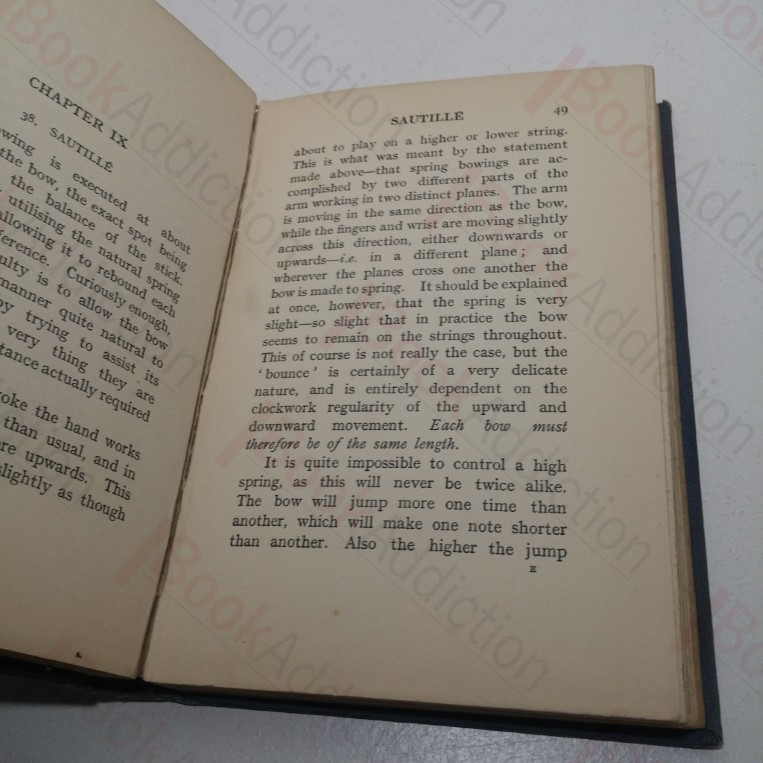 CHAPTER IX
38. SAUTILLÉ
wing is executed at about
the bow, the exact spot being
the balance of the stick.
utilising the natural spring
allowing it to rebound each
ference. Curiously enough,
ulty is to allow the bow
manner quite natural to
by trying to assist its
very thing they are
tance actually required
oke the hand works
than usual, and in
re upwards. This
slightly as though
SAUTILLÉ 49
about to play on a higher or lower string.
This is what was meant by the statement
made above—that spring bowings are ac-
complished by two different parts of the
arm working in two distinct planes. The arm
is moving in the same direction as the bow,
while the fingers and wrist are moving slightly
across this direction, either downwards or
upwards—i.e. in a different plane; and
wherever the planes cross one another the
bow is made to spring. It should be explained
at once, however, that the spring is very
slight—so slight that in practice the bow
seems to remain on the strings throughout.
This of course is not really the case, but the
‘bounce’ is certainly of a very delicate
nature, and is entirely dependent on the
clockwork regularity of the upward and
downward movement. Each bow must
therefore be of the same length.
It is quite impossible to control a high
spring, as this will never be twice alike.
The bow will jump more one time than
another, which will make one note shorter
than another. Also the higher the jump
E
BookAddiction